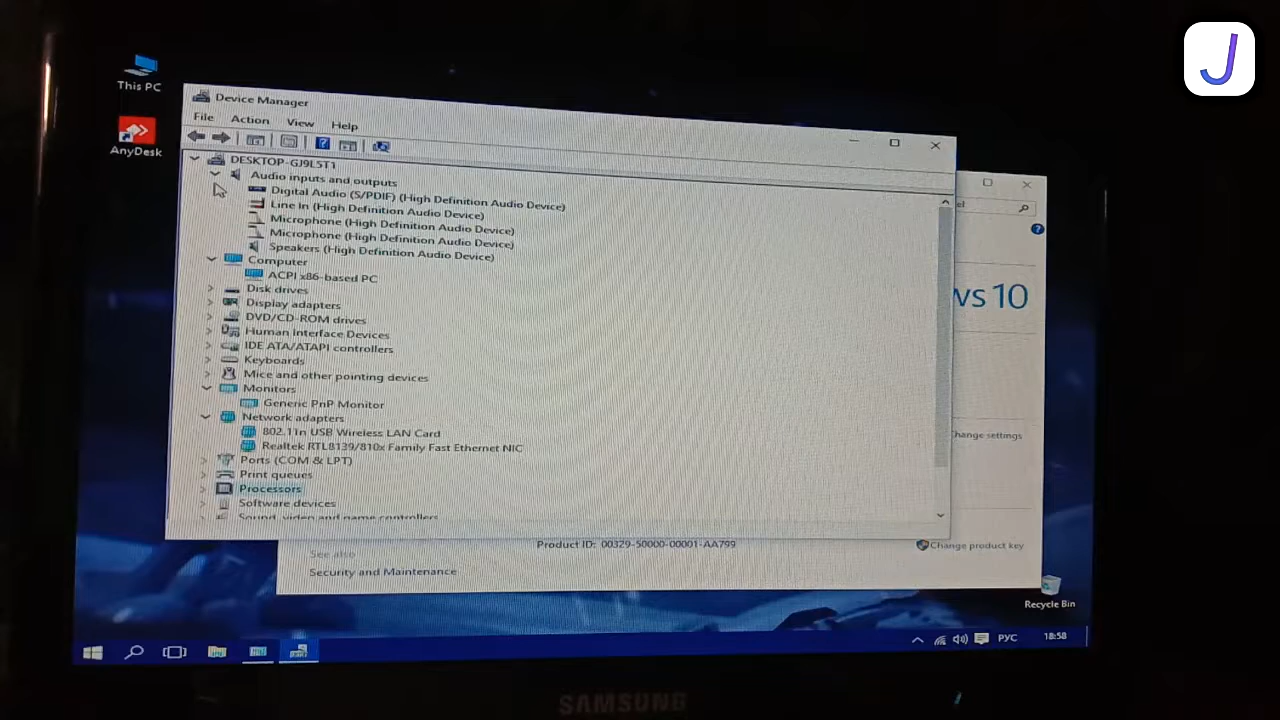 J
This PC
AnyDesk
Device Manager
File Action View Help
DESKTOP-GJ9L5T1
Audio inputs and outputs
Digital Audio (S/PDIF) (High Definition Audio Device)
Line In (High Definition Audio Device)
Microphone (High Definition Audio Device)
Microphone (High Definition Audio Device)
Speakers (High Definition Audio Device)
Computer
ACPI x86-based PC
Disk drives
Display adapters
DVD/CD-ROM drives
Human Interface Devices
IDE ATA/ATAPI controllers
Keyboards
Mice and other pointing devices
Monitors
Generic PnP Monitor
Network adapters
802.11n USB Wireless LAN Card
Realtek RTL8139/810x Family Fast Ethernet NIC
Ports (COM & LPT)
Print queues
Processors
Software devices
Sound, video and game controllers
el
ws 10
Change settings
Product ID: 00329-50000-00001-AA799
Change product key
See also
Security and Maintenance
Recycle Bin
РУС
18:58
SAMSUNG